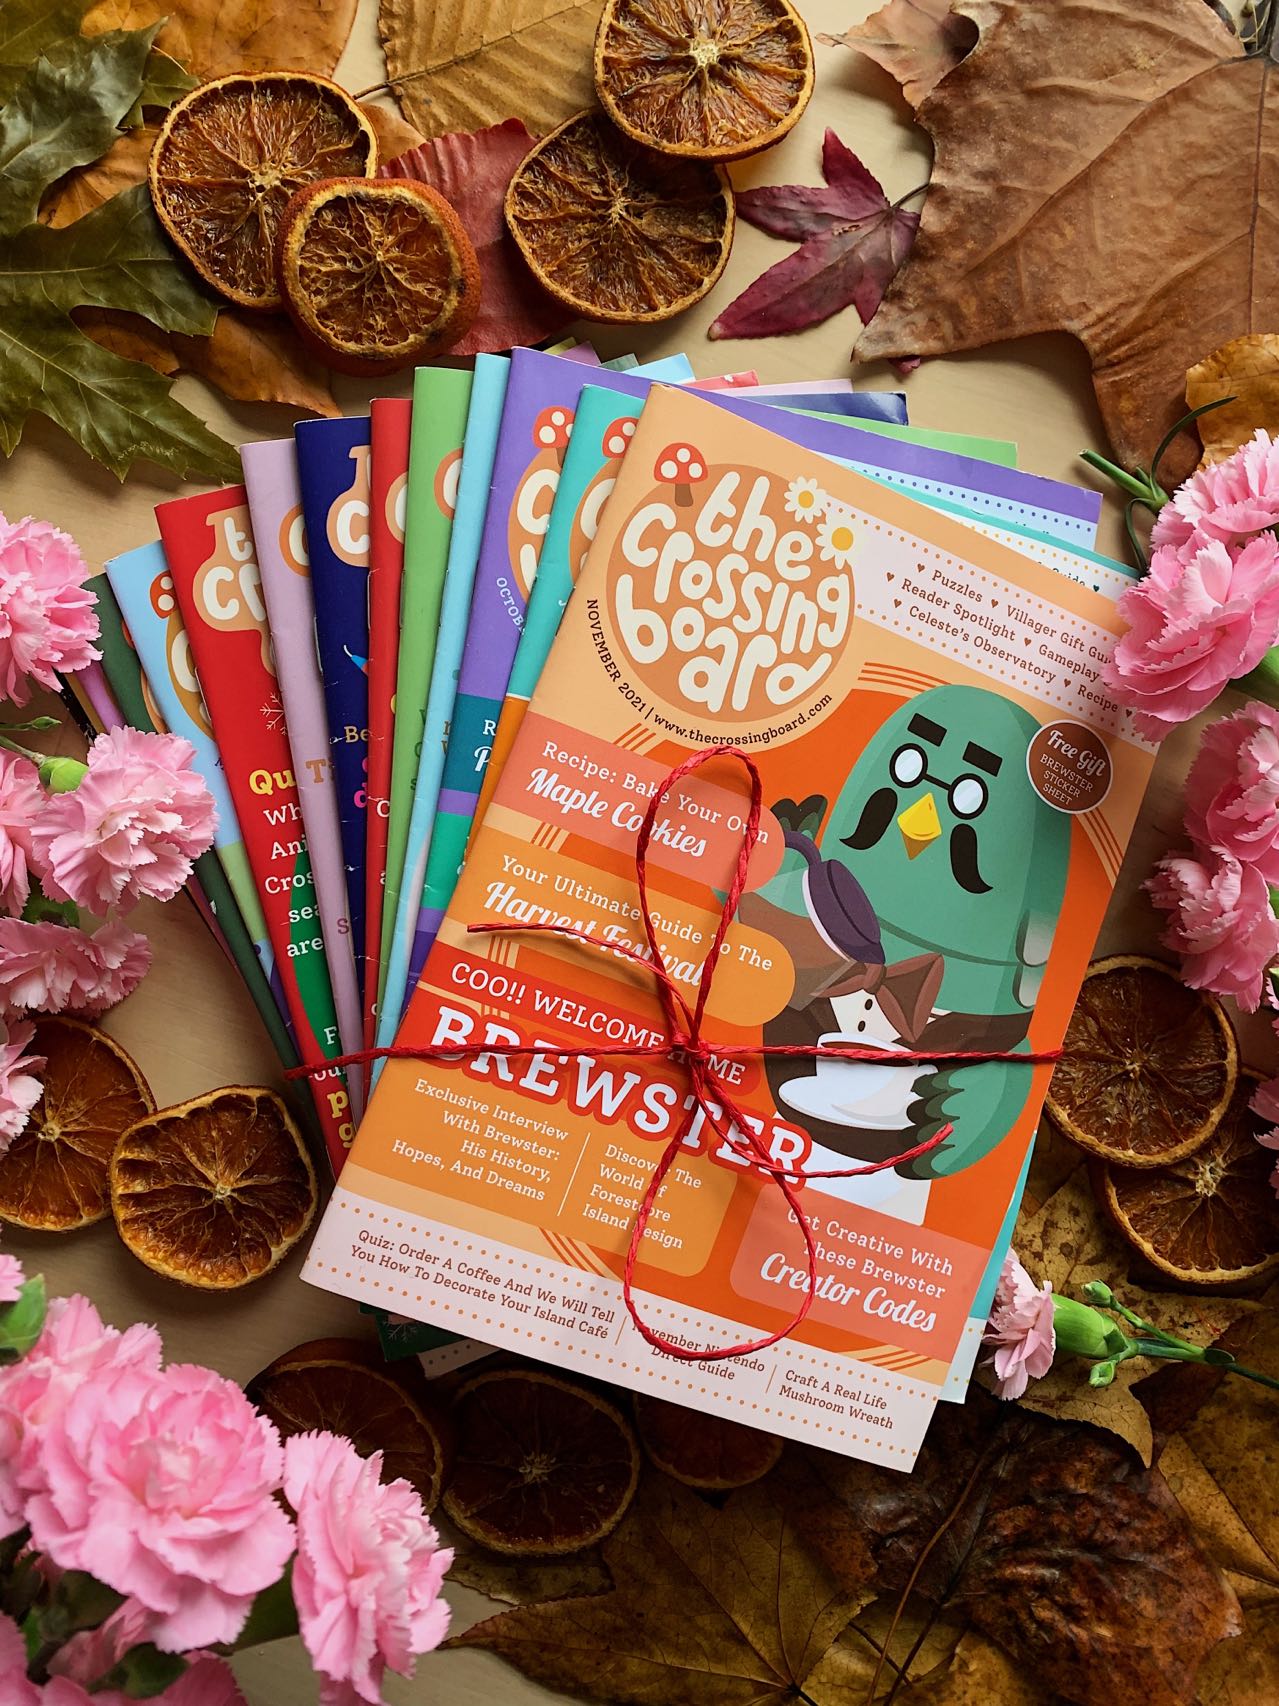 the
crossing
board
NOVEMBER 2021 | www.thecrossingboard.com
♥ Puzzles ♥ Villager Gift
♥ Reader Spotlight ♥ Gameplay
♥ Celeste's Observatory ♥ Recipe
Free Gift
BREWSTER
STICKER
SHEET
Recipe: Bake Your Own
Maple Cookies
Your Ultimate Guide To The
Harvest Festival
COO!! WELCOME HOME
BREWSTER
Exclusive Interview
With Brewster:
His History,
Hopes, And Dreams
Discover The
World of
Forestcore
Island Design
Get Creative With
These Brewster
Creator Codes
Quiz: Order A Coffee And We Will Tell
You How To Decorate Your Island Café
November Nintendo
Direct Guide
Craft A Real Life
Mushroom Wreath